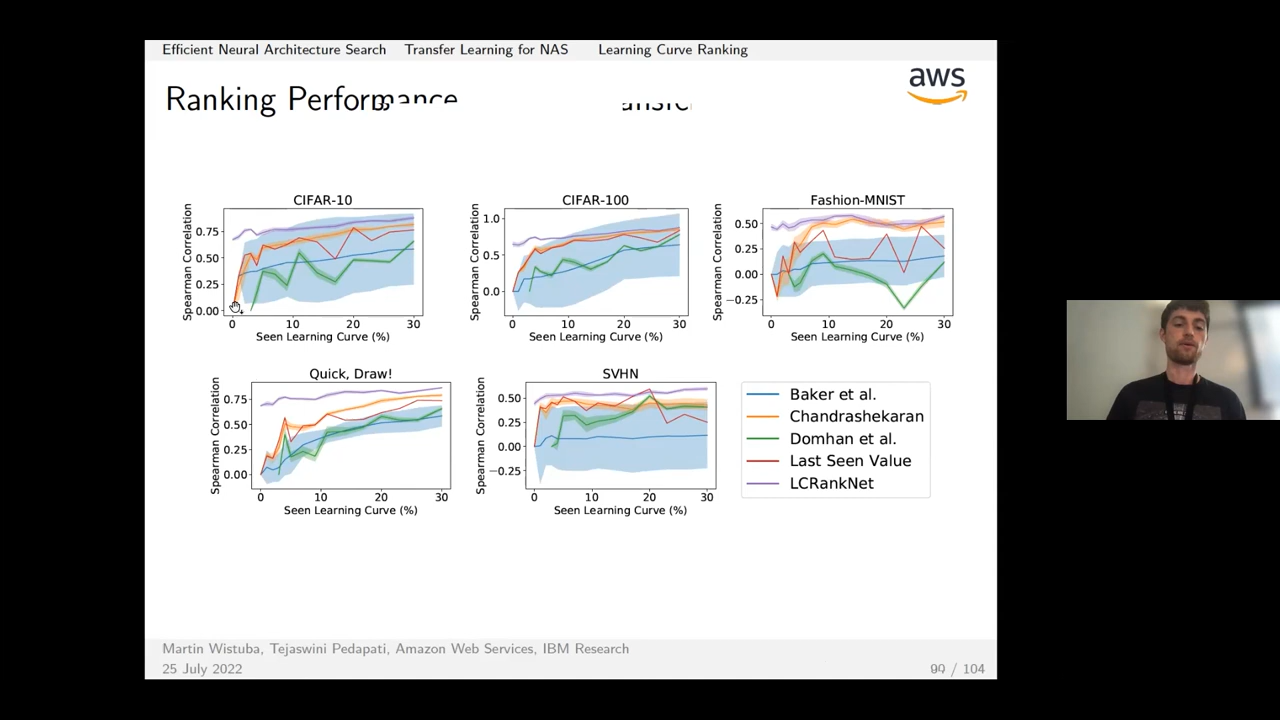 Efficient Neural Architecture Search Transfer Learning for NAS Learning Curve Ranking
Ranking Performance
aws
CIFAR-10
Spearman Correlation
0.75
0.50
0.25
0.00
0 10 20 30
Seen Learning Curve (%)
CIFAR-100
Spearman Correlation
1.0
0.5
0.0
0 10 20 30
Seen Learning Curve (%)
Fashion-MNIST
Spearman Correlation
0.50
0.25
0.00
−0.25
0 10 20 30
Seen Learning Curve (%)
Quick, Draw!
Spearman Correlation
0.75
0.50
0.25
0.00
0 10 20 30
Seen Learning Curve (%)
SVHN
Spearman Correlation
0.50
0.25
0.00
−0.25
0 10 20 30
Seen Learning Curve (%)
Baker et al.
Chandrashekaran
Domhan et al.
Last Seen Value
LCRankNet
Martin Wistuba, Tejaswini Pedapati, Amazon Web Services, IBM Research
25 July 2022
/ 104